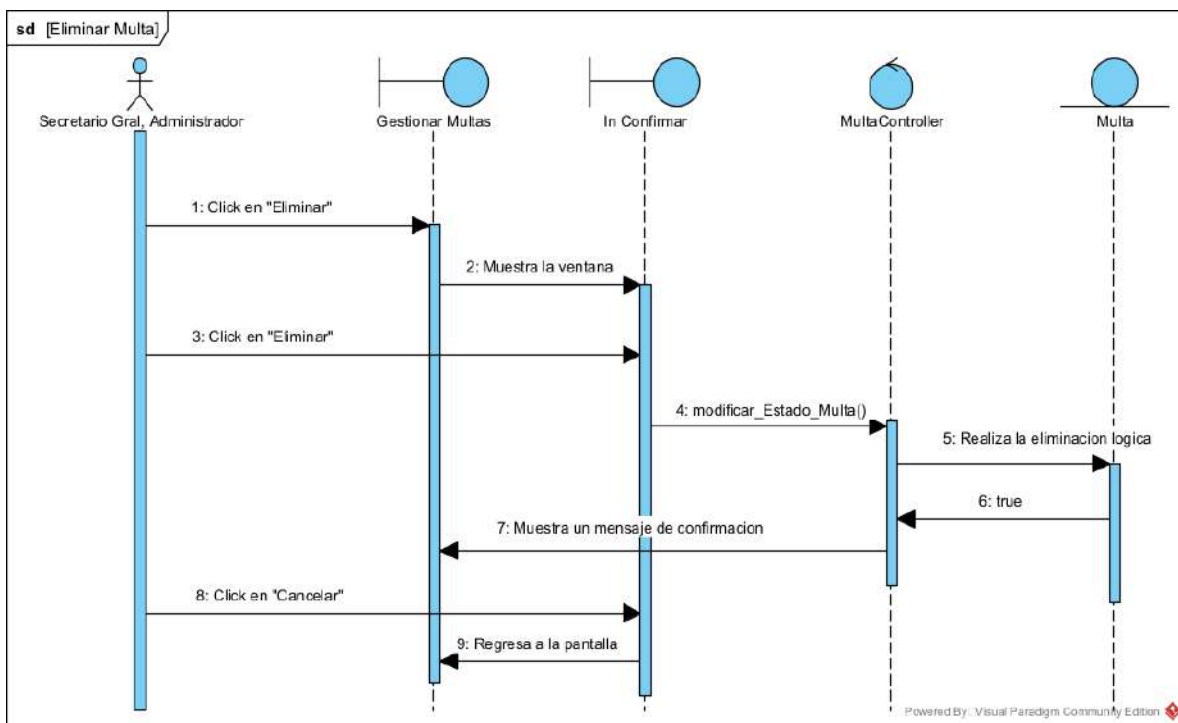 sd [Eliminar Multa]
Secretario Gral, Administrador
Gestionar Multas
In Confirmar
MultaController
Multa
1: Click en "Eliminar"
2: Muestra la ventana
3: Click en "Eliminar"
4: modificar_Estado_Multa()
5: Realiza la eliminacion logica
6: true
7: Muestra un mensaje de confirmacion
8: Click en "Cancelar"
9: Regresa a la pantalla
Powered By: Visual Paradigm Community Edition